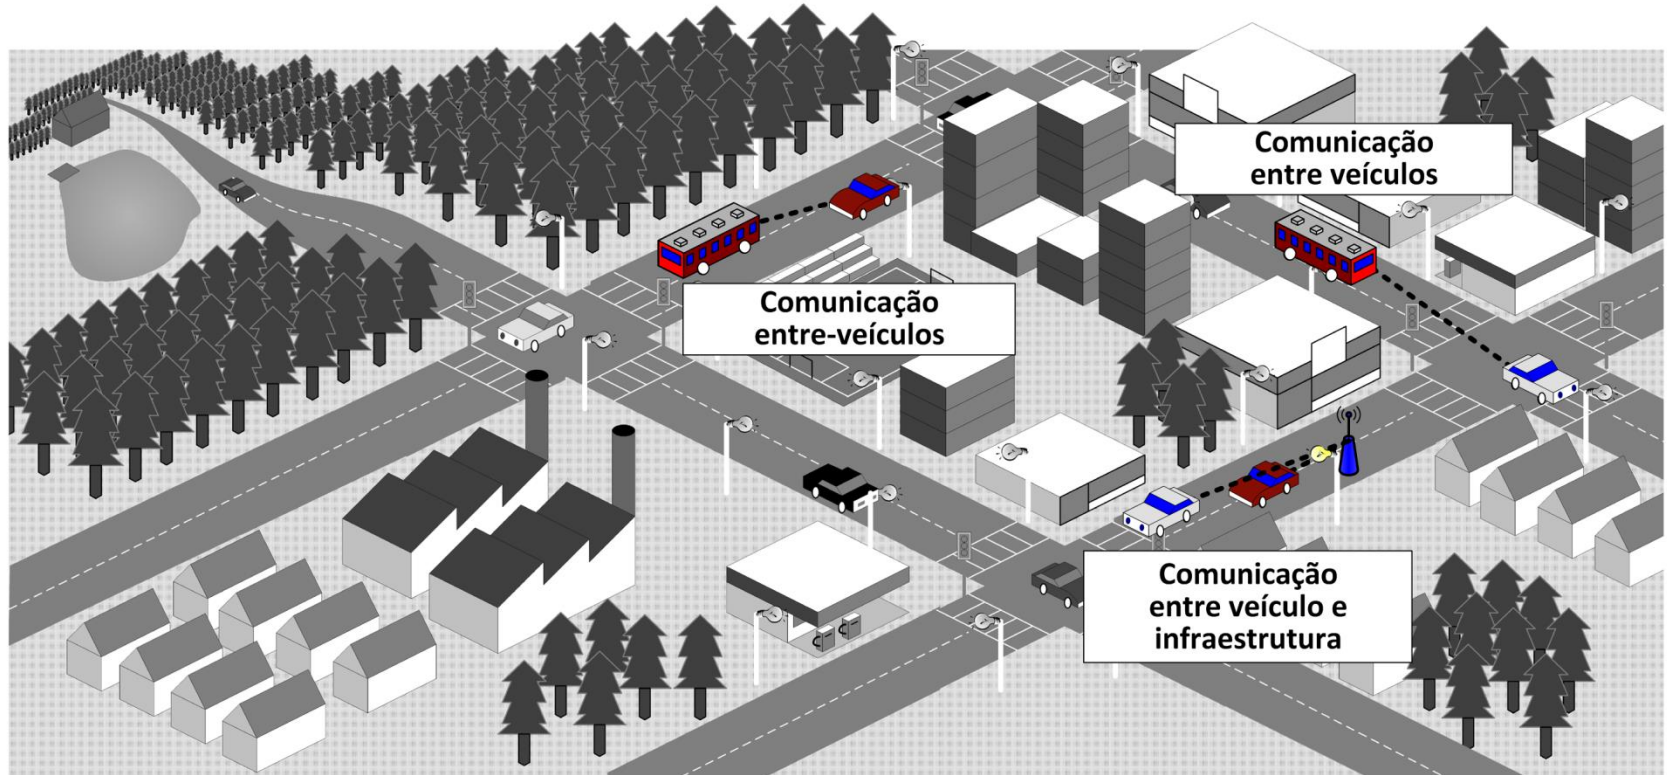 Comunicação
entre veículos
Comunicação
entre-veículos
Comunicação
entre veículo e
infraestrutura